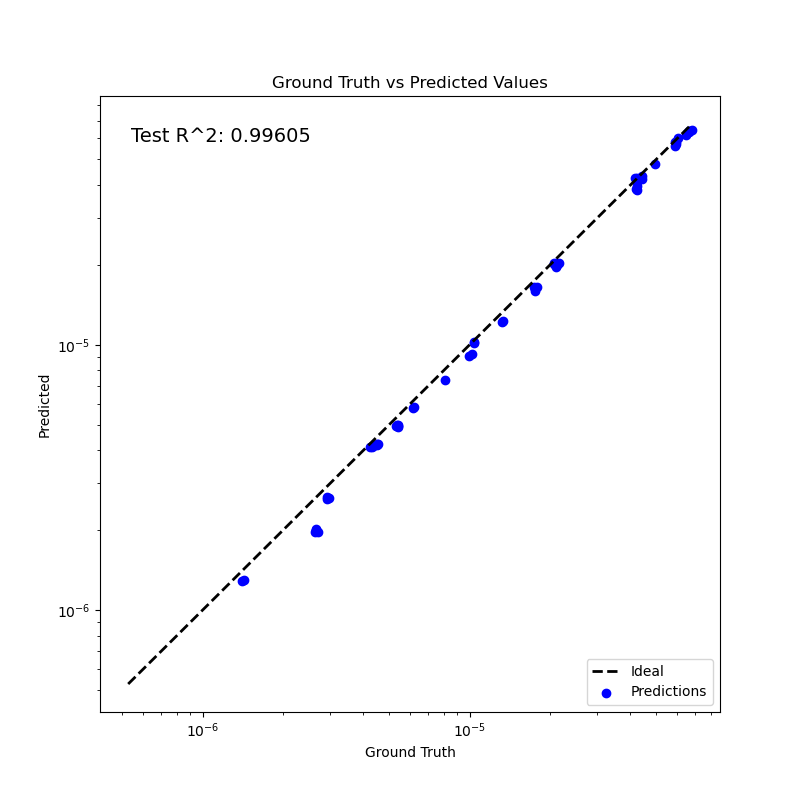 Ground Truth vs Predicted Values
Test R^2: 0.99605
10⁻⁵
10⁻⁶
Predicted
Ideal
Predictions
10⁻⁶
10⁻⁵
Ground Truth